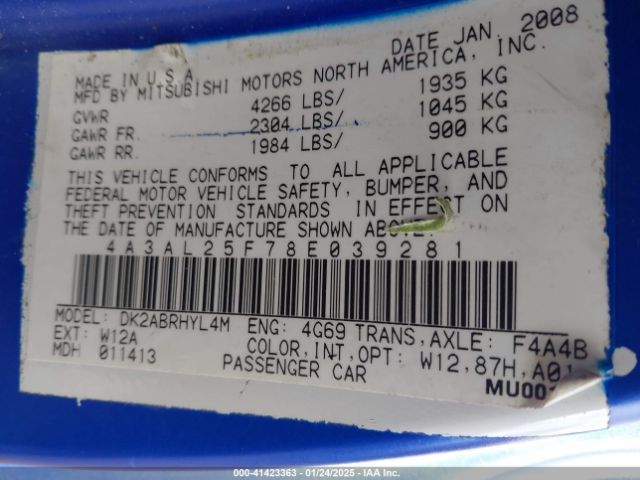 DATE JAN. 2008
MADE IN U.S.A
MFD BY MITSUBISHI MOTORS NORTH AMERICA, INC.
GVWR 4266 LBS/ 1935 KG
GAWR FR. 2304 LBS/ 1045 KG
GAWR RR. 1984 LBS/ 900 KG
THIS VEHICLE CONFORMS TO ALL APPLICABLE
FEDERAL MOTOR VEHICLE SAFETY, BUMPER, AND
THEFT PREVENTION STANDARDS IN EFFECT ON
THE DATE OF MANUFACTURE SHOWN ABOVE.
4A3AL25F78E039281
MODEL: DK2ABRHYL4M ENG: 4G69 TRANS,AXLE: F4A4B
EXT: W12A COLOR,INT,OPT: W12,87H,A01
MDH 011413 PASSENGER CAR
MU00
000-41423363 - 01/24/2025 - IAA Inc.